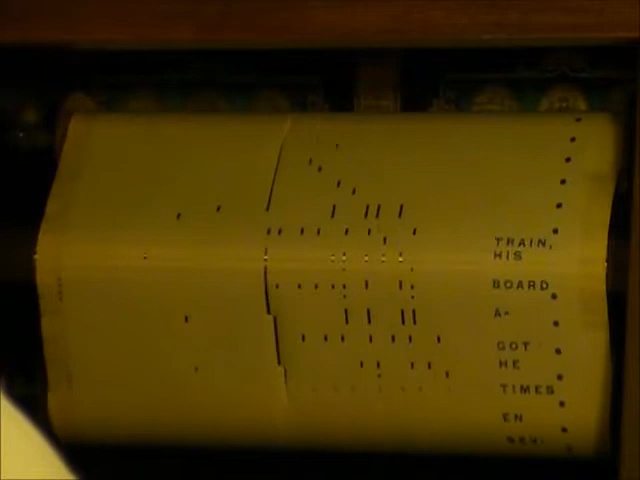 TRAIN,
HIS
BOARD
A-
GOT
HE
TIMES
EN